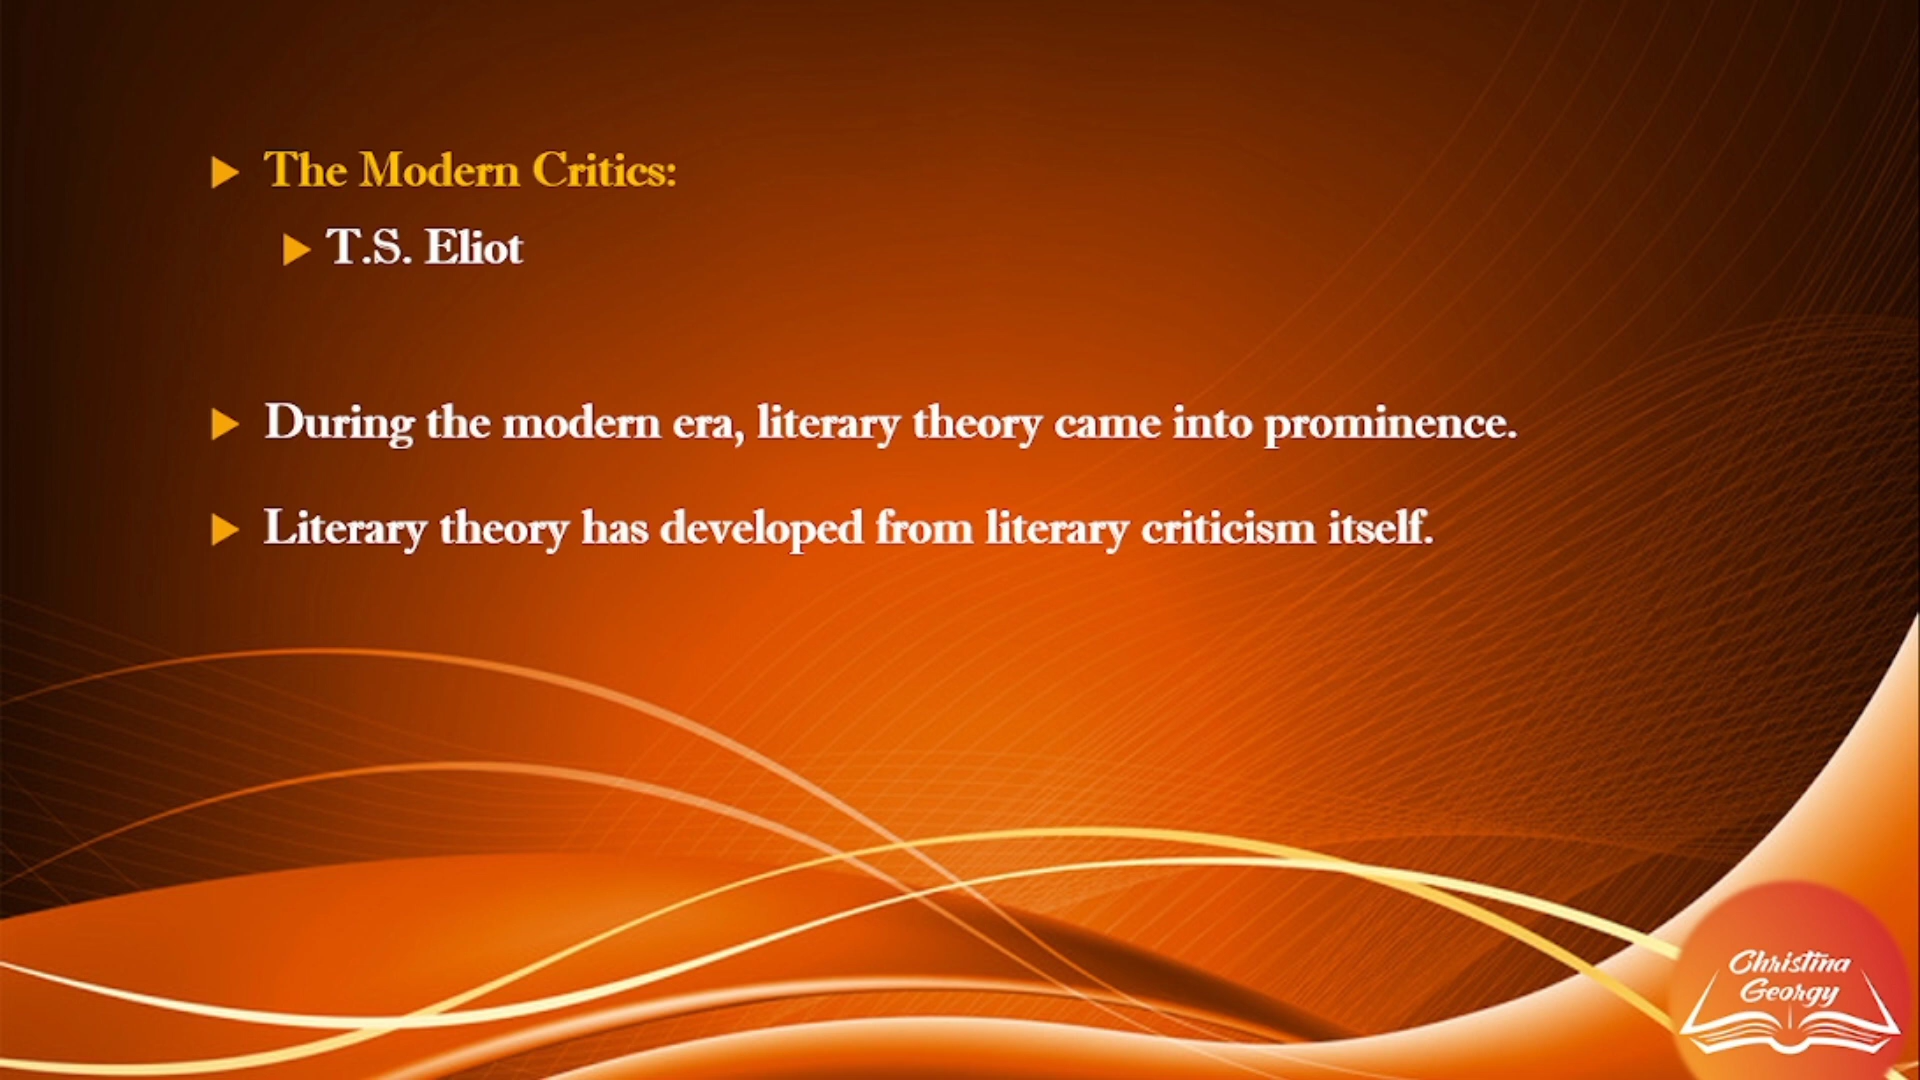 The Modern Critics:
T.S. Eliot
During the modern era, literary theory came into prominence.
Literary theory has developed from literary criticism itself.
Christina
Georgy